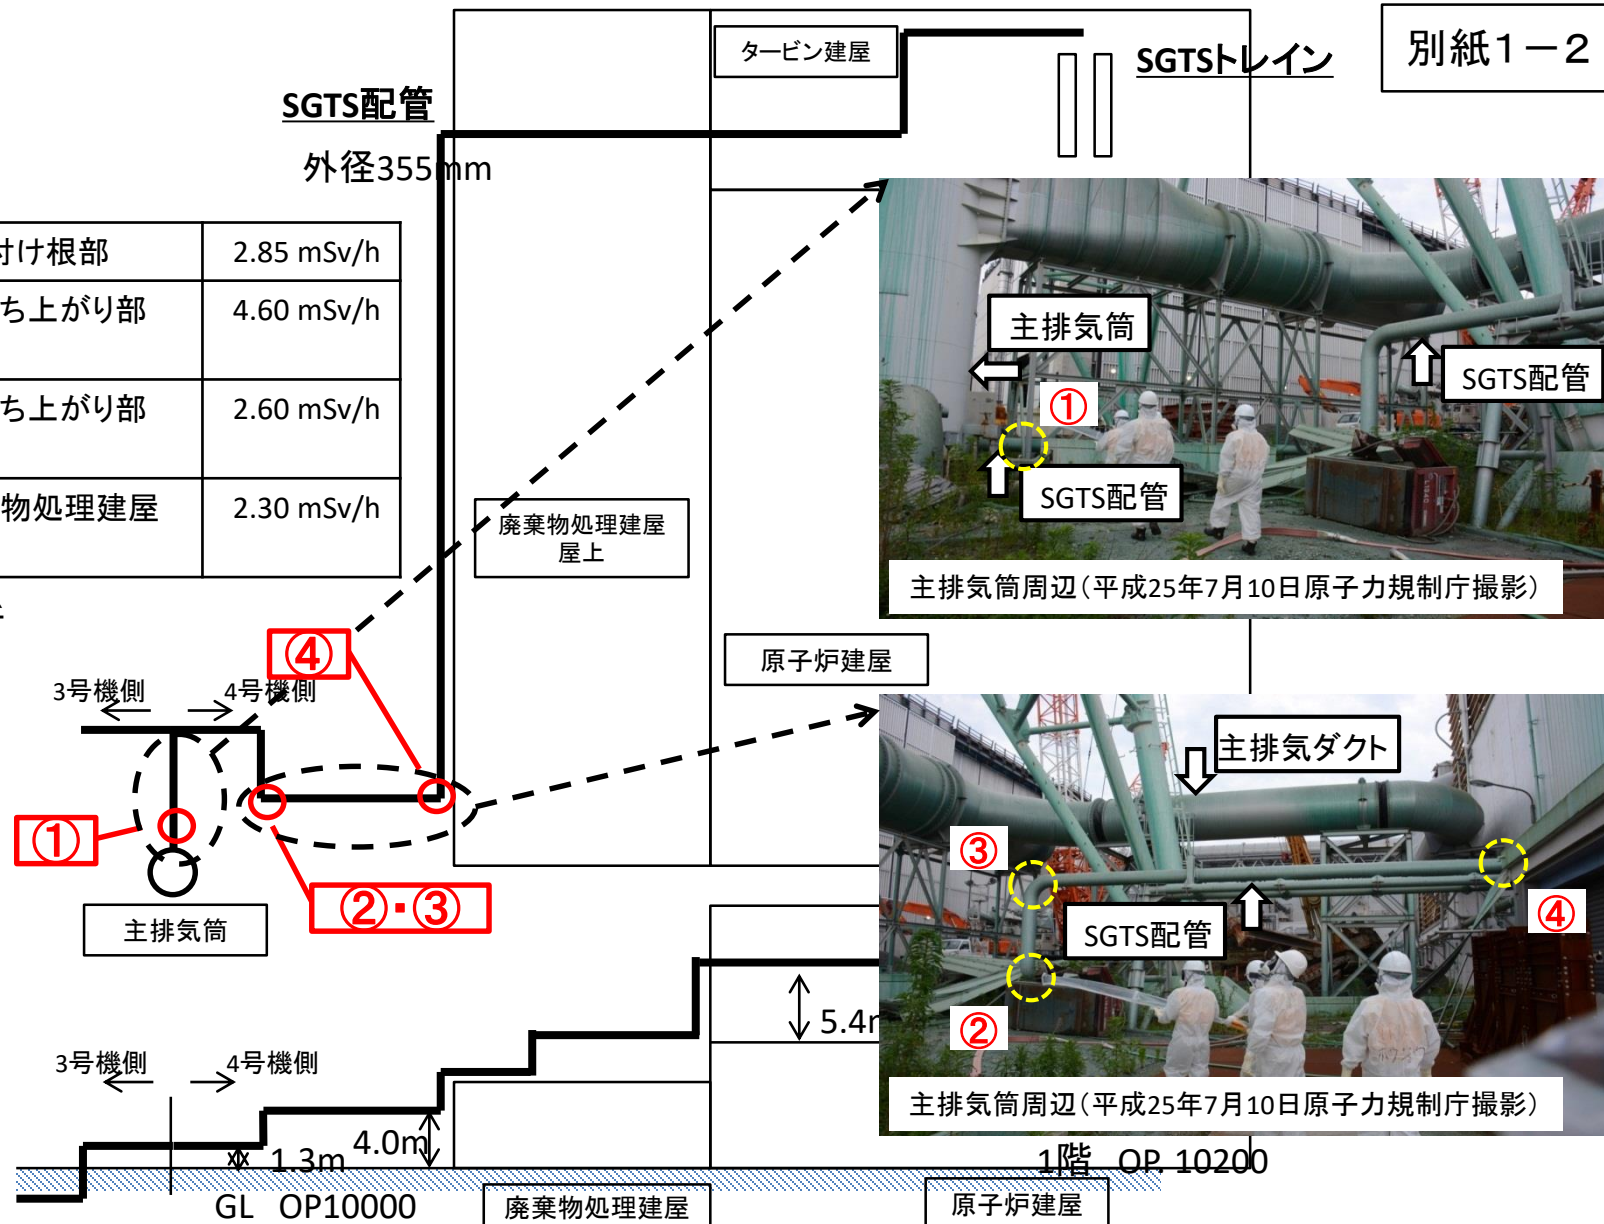 タービン建屋
SGTSトレイン
別紙1－2
SGTS配管
外径355mm
付け根部 2.85 mSv/h
ち上がり部 4.60 mSv/h
ち上がり部 2.60 mSv/h
物処理建屋 2.30 mSv/h
主排気筒
①
SGTS配管
SGTS配管
主排気筒周辺（平成25年7月10日原子力規制庁撮影）
廃棄物処理建屋
屋上
原子炉建屋
④
3号機側 4号機側
①
②・③
主排気筒
主排気ダクト
③
④
SGTS配管
②
主排気筒周辺（平成25年7月10日原子力規制庁撮影）
5.4m
3号機側 4号機側
1.3m
4.0m
GL OP10000
1階 OP. 10200
廃棄物処理建屋
原子炉建屋